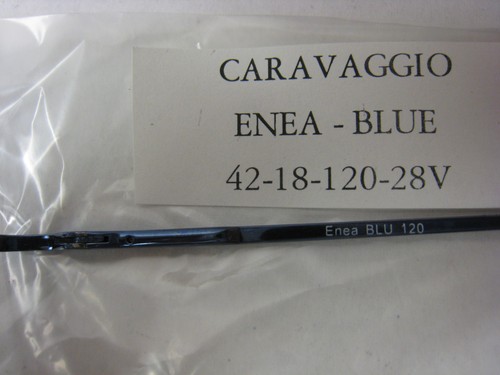 CARAVAGGIO
ENEA - BLUE
42-18-120-28V
Enea BLU 120